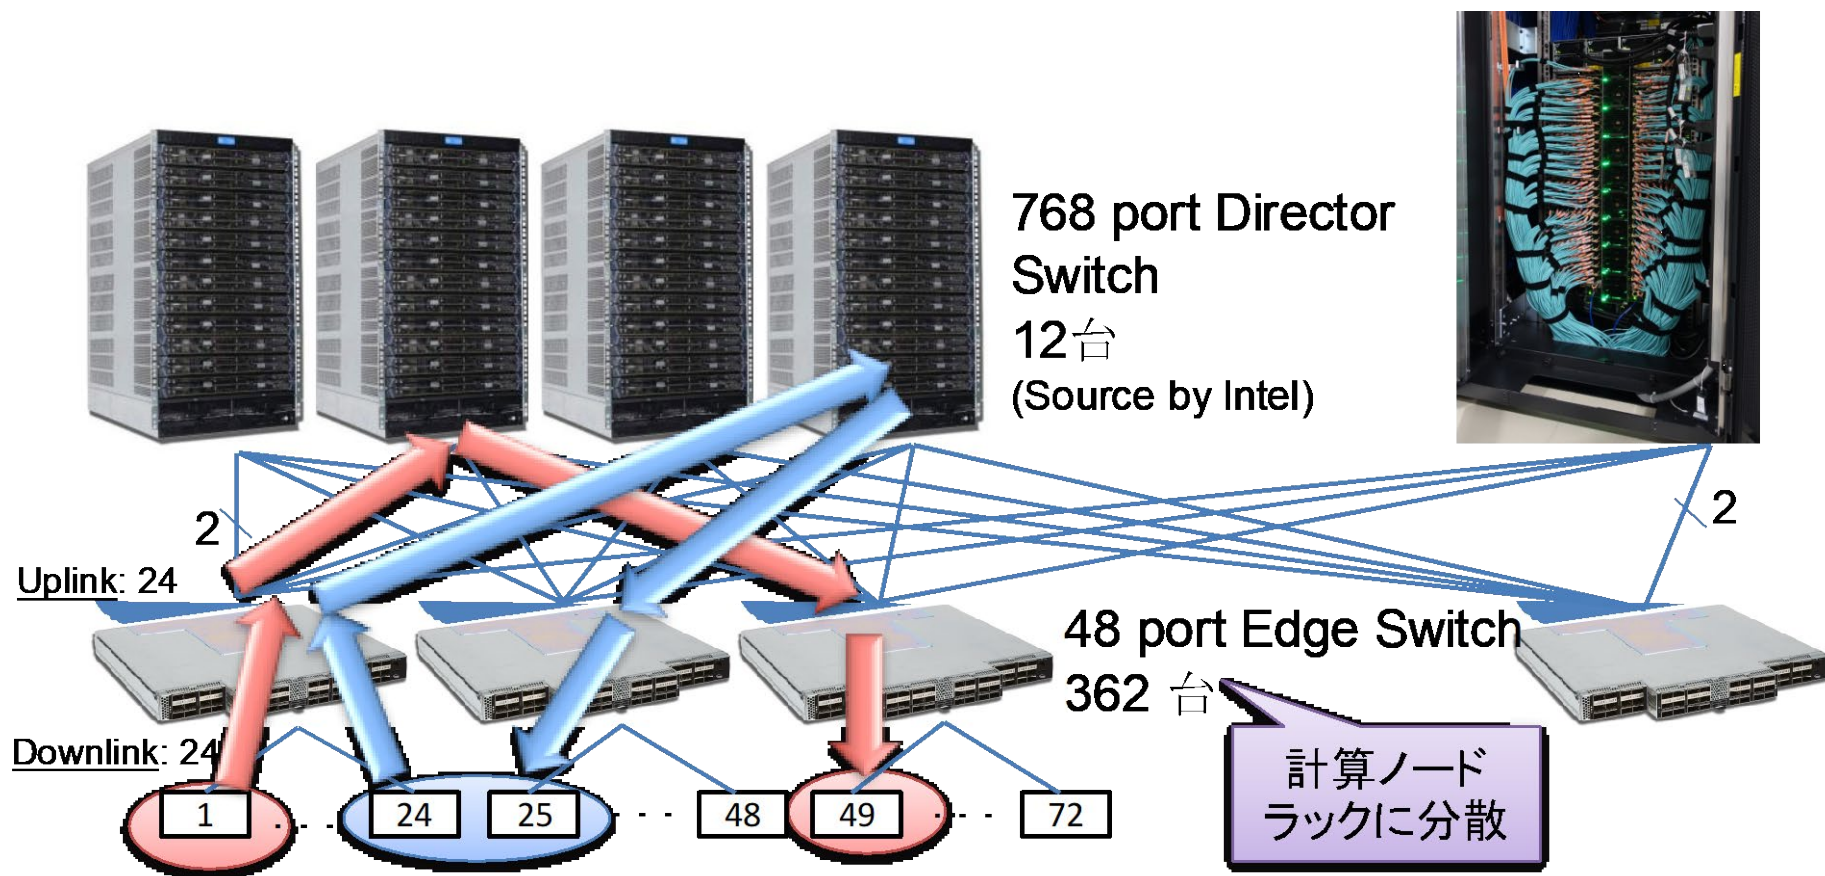 768 port Director
Switch
12台
(Source by Intel)
2
2
Uplink: 24
48 port Edge Switch
362 台
Downlink: 24
計算ノード
ラックに分散
1
24
25
48
49
72